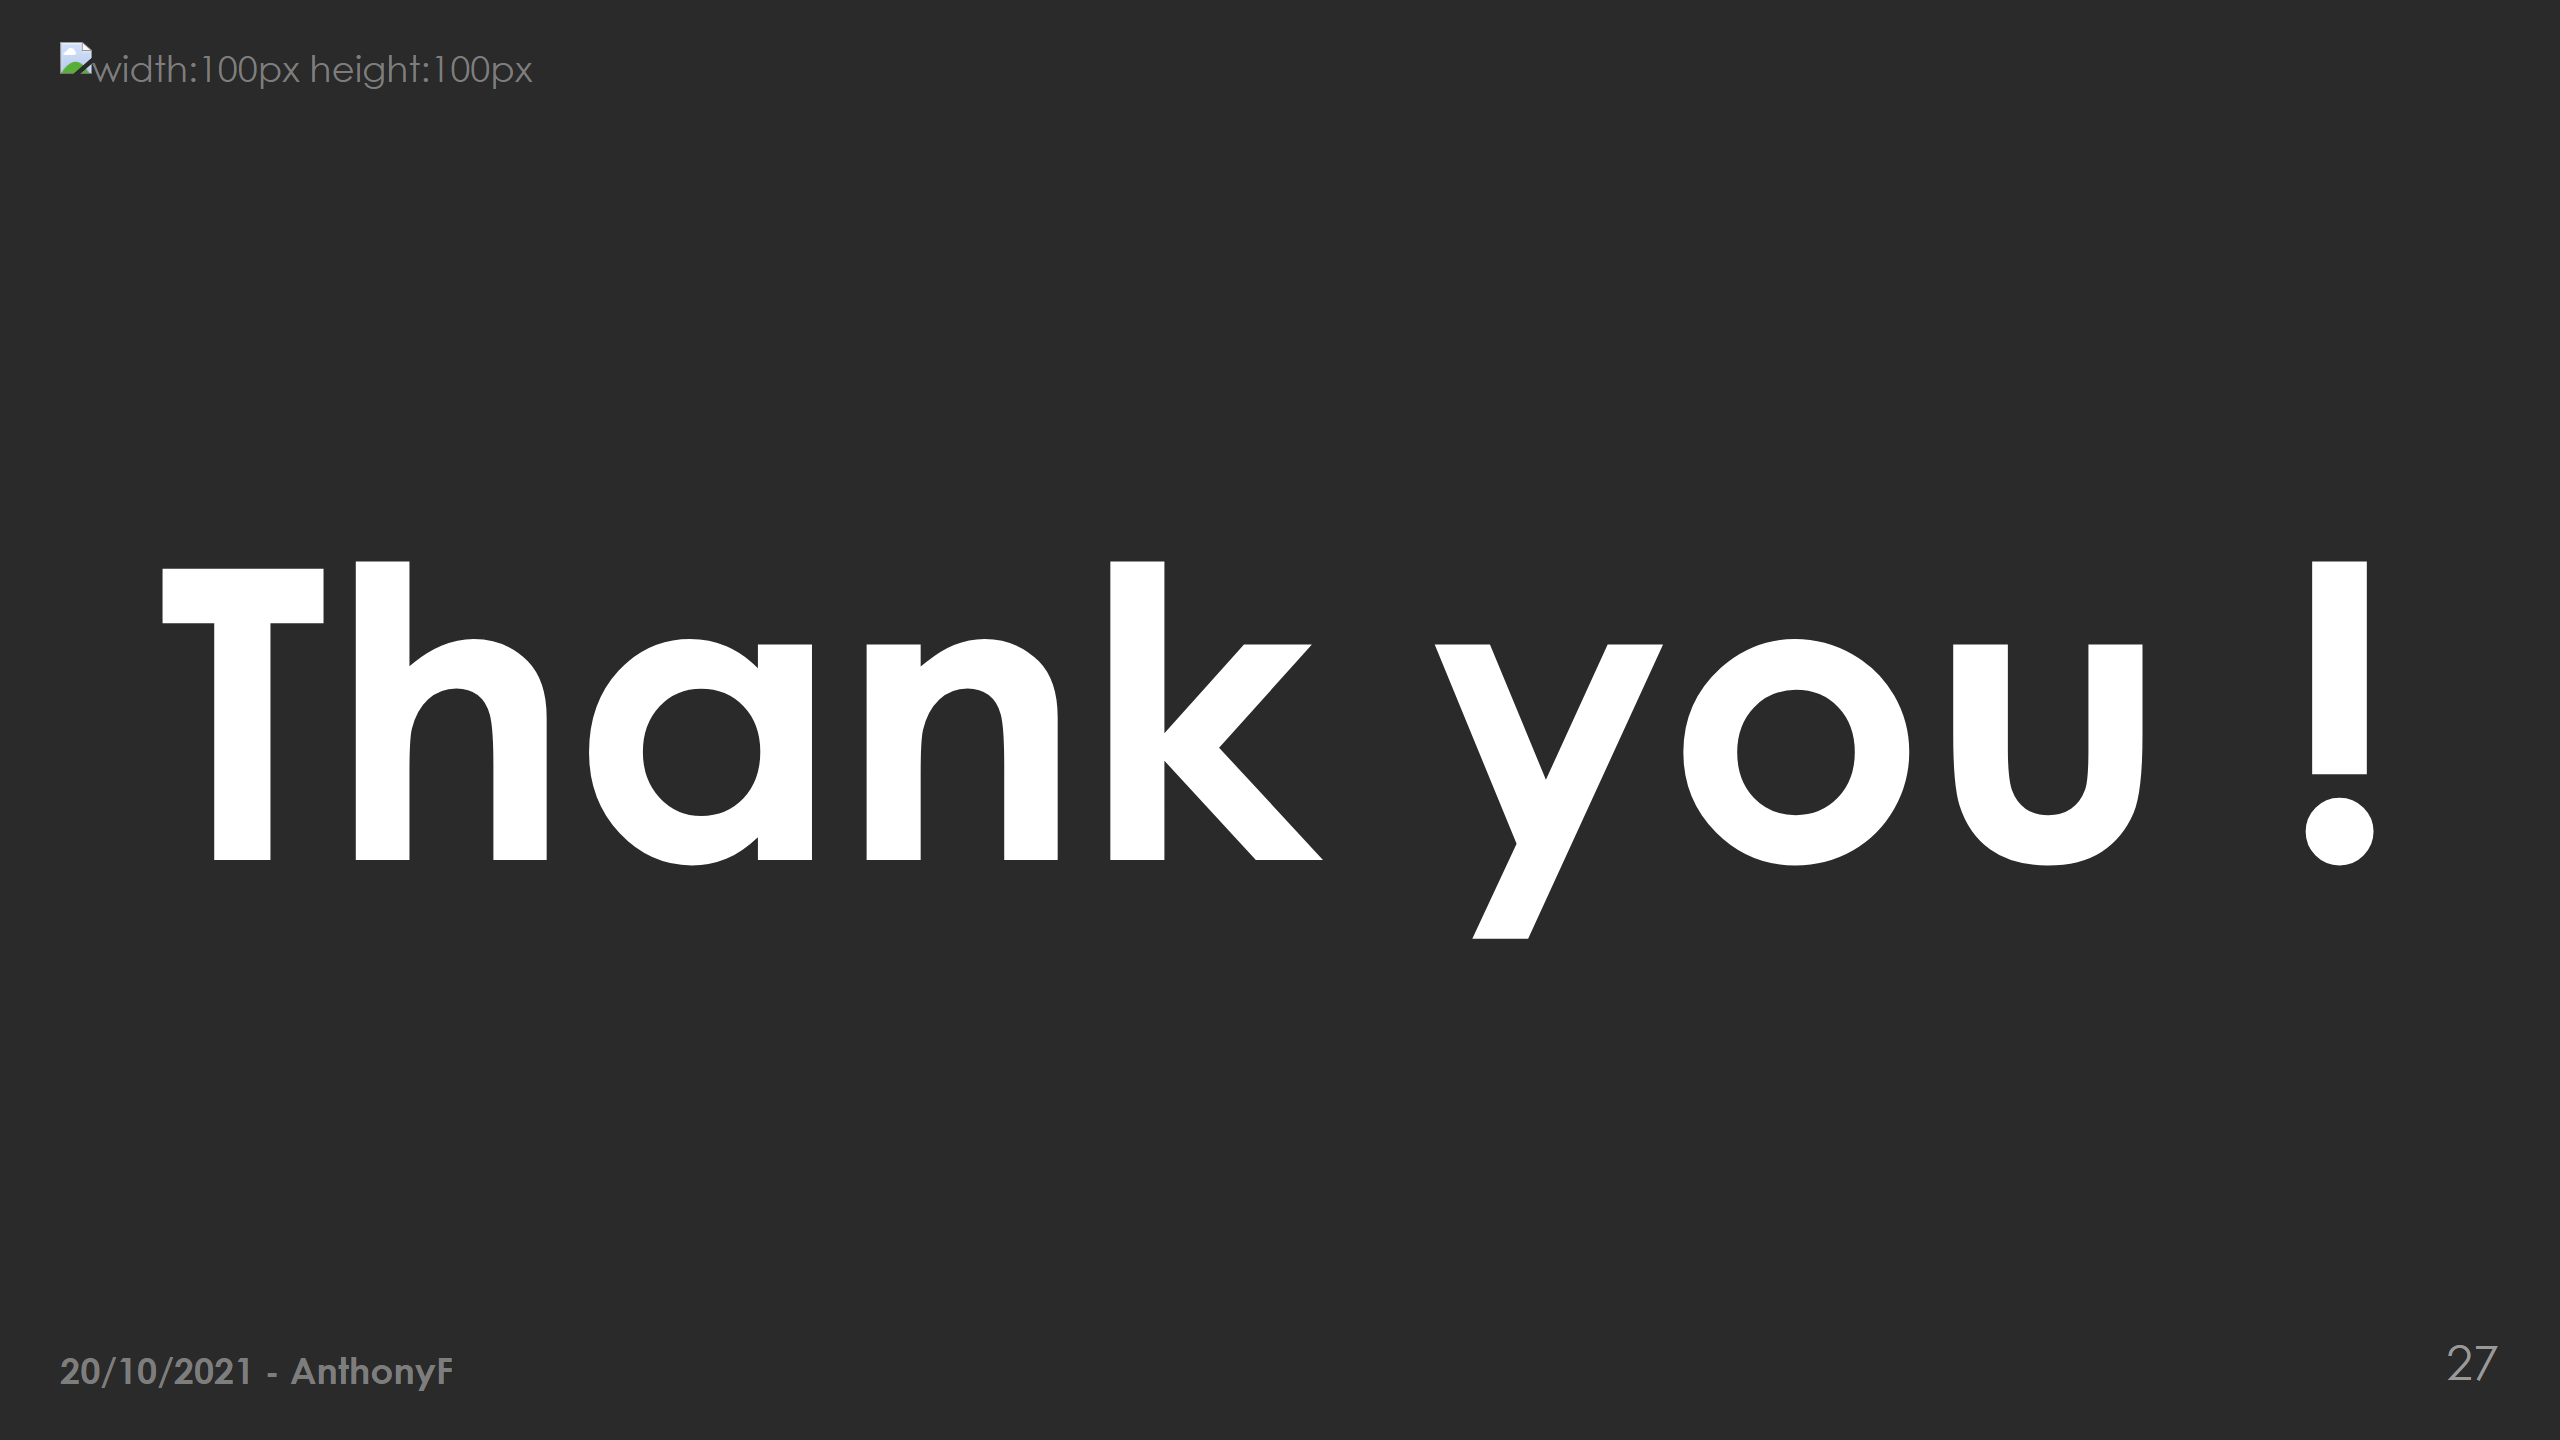 width:100px height:100px
Thank you !
20/10/2021 - AnthonyF
27